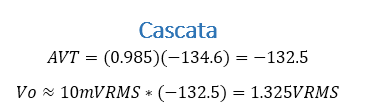 Cascata
AVT = (0.985)(−134.6) = −132.5
Vo ≈ 10mVRMS ∗ (−132.5) = 1.325VRMS